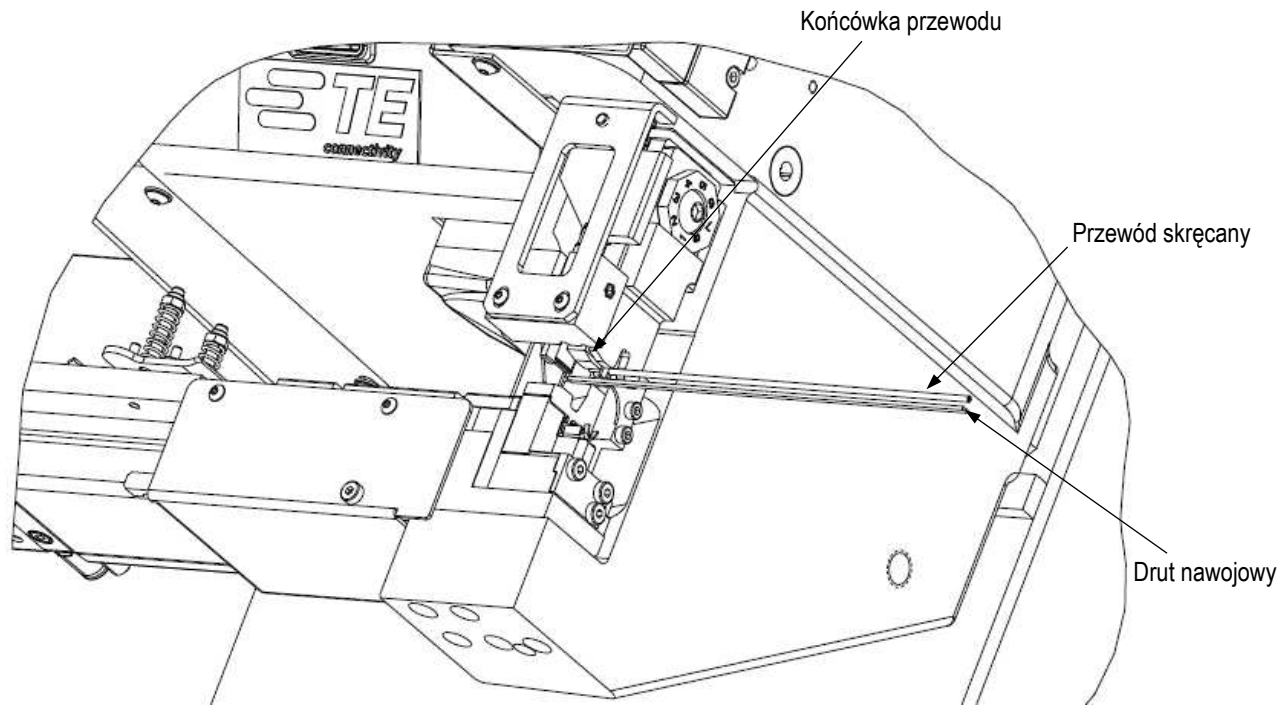 Końcówka przewodu
TE
connectivity
Przewód skręcany
Drut nawojowy